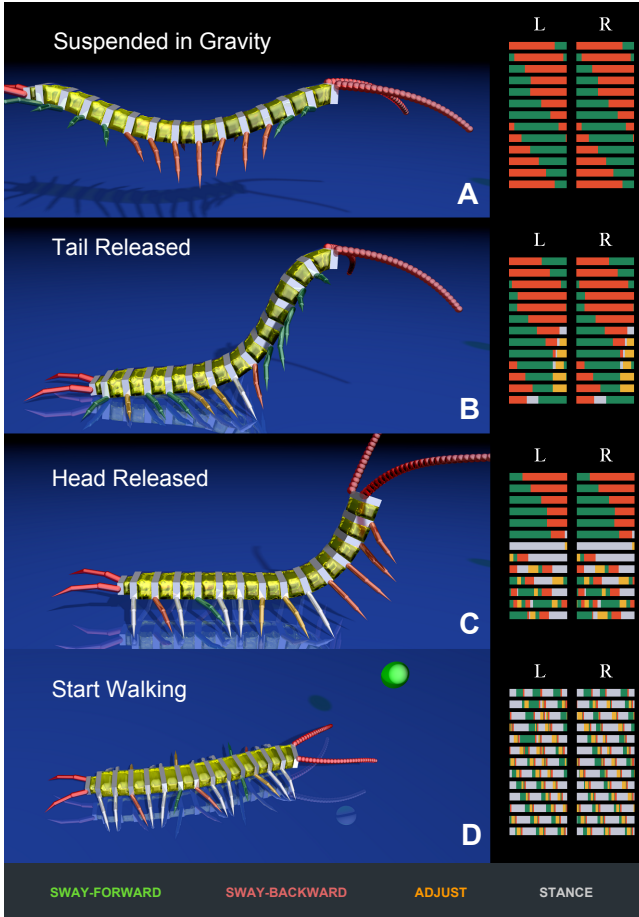 Suspended in Gravity
L R
A
Tail Released
L R
B
Head Released
L R
C
Start Walking
L R
D
SWAY-FORWARD SWAY-BACKWARD ADJUST STANCE